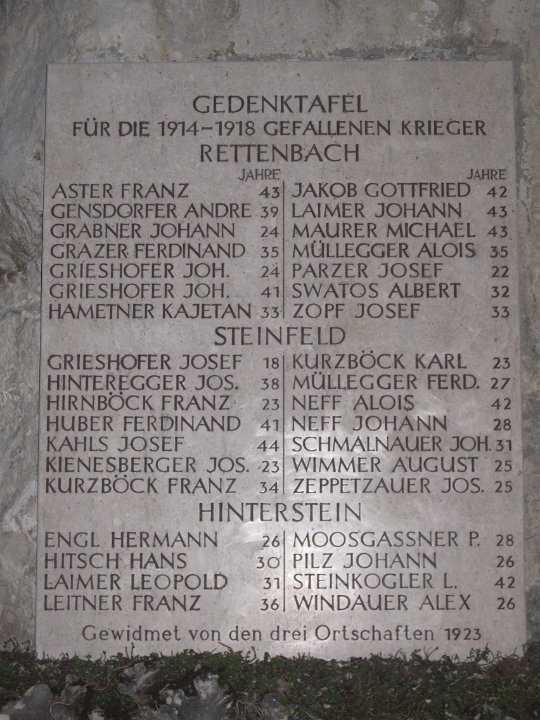 GEDENKTAFEL
FÜR DIE 1914-1918 GEFALLENEN KRIEGER
RETTENBACH
JAHRE JAHRE
ASTER FRANZ 43 JAKOB GOTTFRIED 42
GENSDORFER ANDRE 39 LAIMER JOHANN 43
GRABNER JOHANN 24 MAURER MICHAEL 43
GRAZER FERDINAND 35 MÜLLEGGER ALOIS 35
GRIESHOFER JOH. 24 PARZER JOSEF 22
GRIESHOFER JOH. 41 SWATOS ALBERT 32
HAMETNER KAJETAN 33 ZOPF JOSEF 33
STEINFELD
GRIESHOFER JOSEF 18 KURZBÖCK KARL 23
HINTEREGGER JOS. 38 MÜLLEGGER FERD. 27
HIRNBÖCK FRANZ 23 NEFF ALOIS 42
HUBER FERDINAND 41 NEFF JOHANN 28
KAHLS JOSEF 44 SCHMALNAUER JOH. 31
KIENESBERGER JOS. 23 WIMMER AUGUST 25
KURZBÖCK FRANZ 34 ZEPPETZAUER JOS. 25
HINTERSTEIN
ENGL HERMANN 26 MOOSGASSNER P. 28
HITSCH HANS 30 PILZ JOHANN 26
LAIMER LEOPOLD 31 STEINKOGLER L. 42
LEITNER FRANZ 36 WINDAUER ALEX 26
Gewidmet von den drei Ortschaften 1923